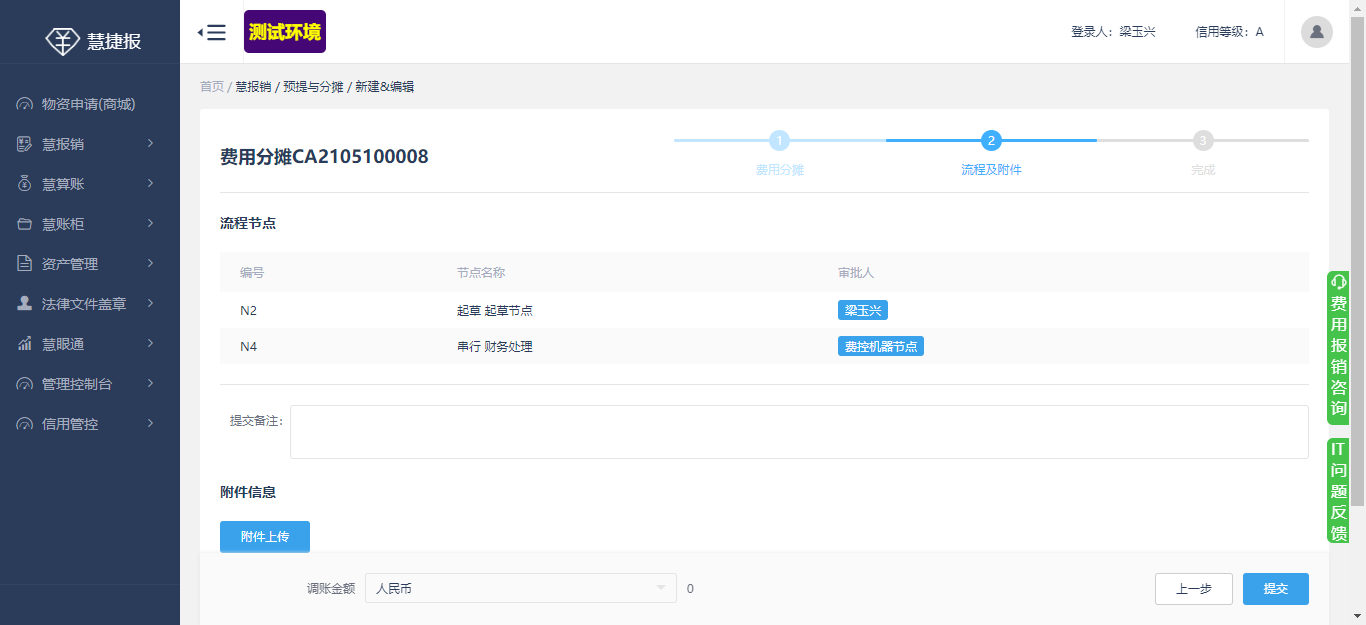 慧捷报
测试环境
登录人：梁玉兴
信用等级：A
首页 / 慧报销 / 预提与分摊 / 新建&编辑
物资申请(商城)
慧报销
慧算账
慧账柜
资产管理
法律文件盖章
慧眼通
管理控制台
信用管控
费用分摊CA2105100008
1
费用分摊
2
流程及附件
3
完成
流程节点
编号 节点名称 审批人
N2 起草 起草节点 梁玉兴
N4 串行 财务处理 费控机器节点
提交备注：
附件信息
附件上传
调账金额 人民币 0
上一步 提交
费用报销咨询
IT问题反馈